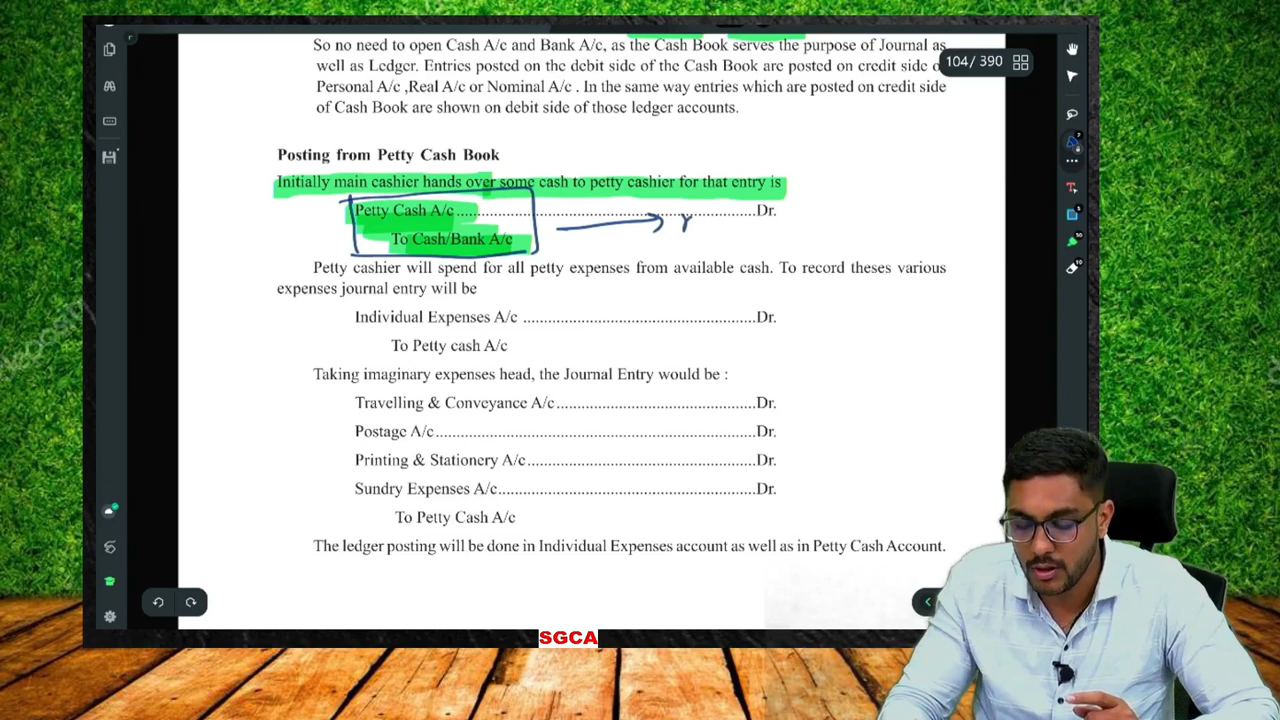 So no need to open Cash A/c and Bank A/c, as the Cash Book serves the purpose of Journal as
well as Ledger. Entries posted on the debit side of the Cash Book are posted on credit side
104/ 390
Personal A/c ,Real A/c or Nominal A/c . In the same way entries which are posted on credit side
of Cash Book are shown on debit side of those ledger accounts.
Posting from Petty Cash Book
Initially main cashier hands over some cash to petty cashier for that entry is
Petty Cash A/c..........................................................................Dr.
To Cash/Bank A/c
Petty cashier will spend for all petty expenses from available cash. To record theses various
expenses journal entry will be
Individual Expenses A/c ..........................................................Dr.
To Petty cash A/c
Taking imaginary expenses head, the Journal Entry would be :
Travelling & Conveyance A/c..................................................Dr.
Postage A/c................................................................................Dr.
Printing & Stationery A/c.........................................................Dr.
Sundry Expenses A/c................................................................Dr.
To Petty Cash A/c
The ledger posting will be done in Individual Expenses account as well as in Petty Cash Account.
SGCA